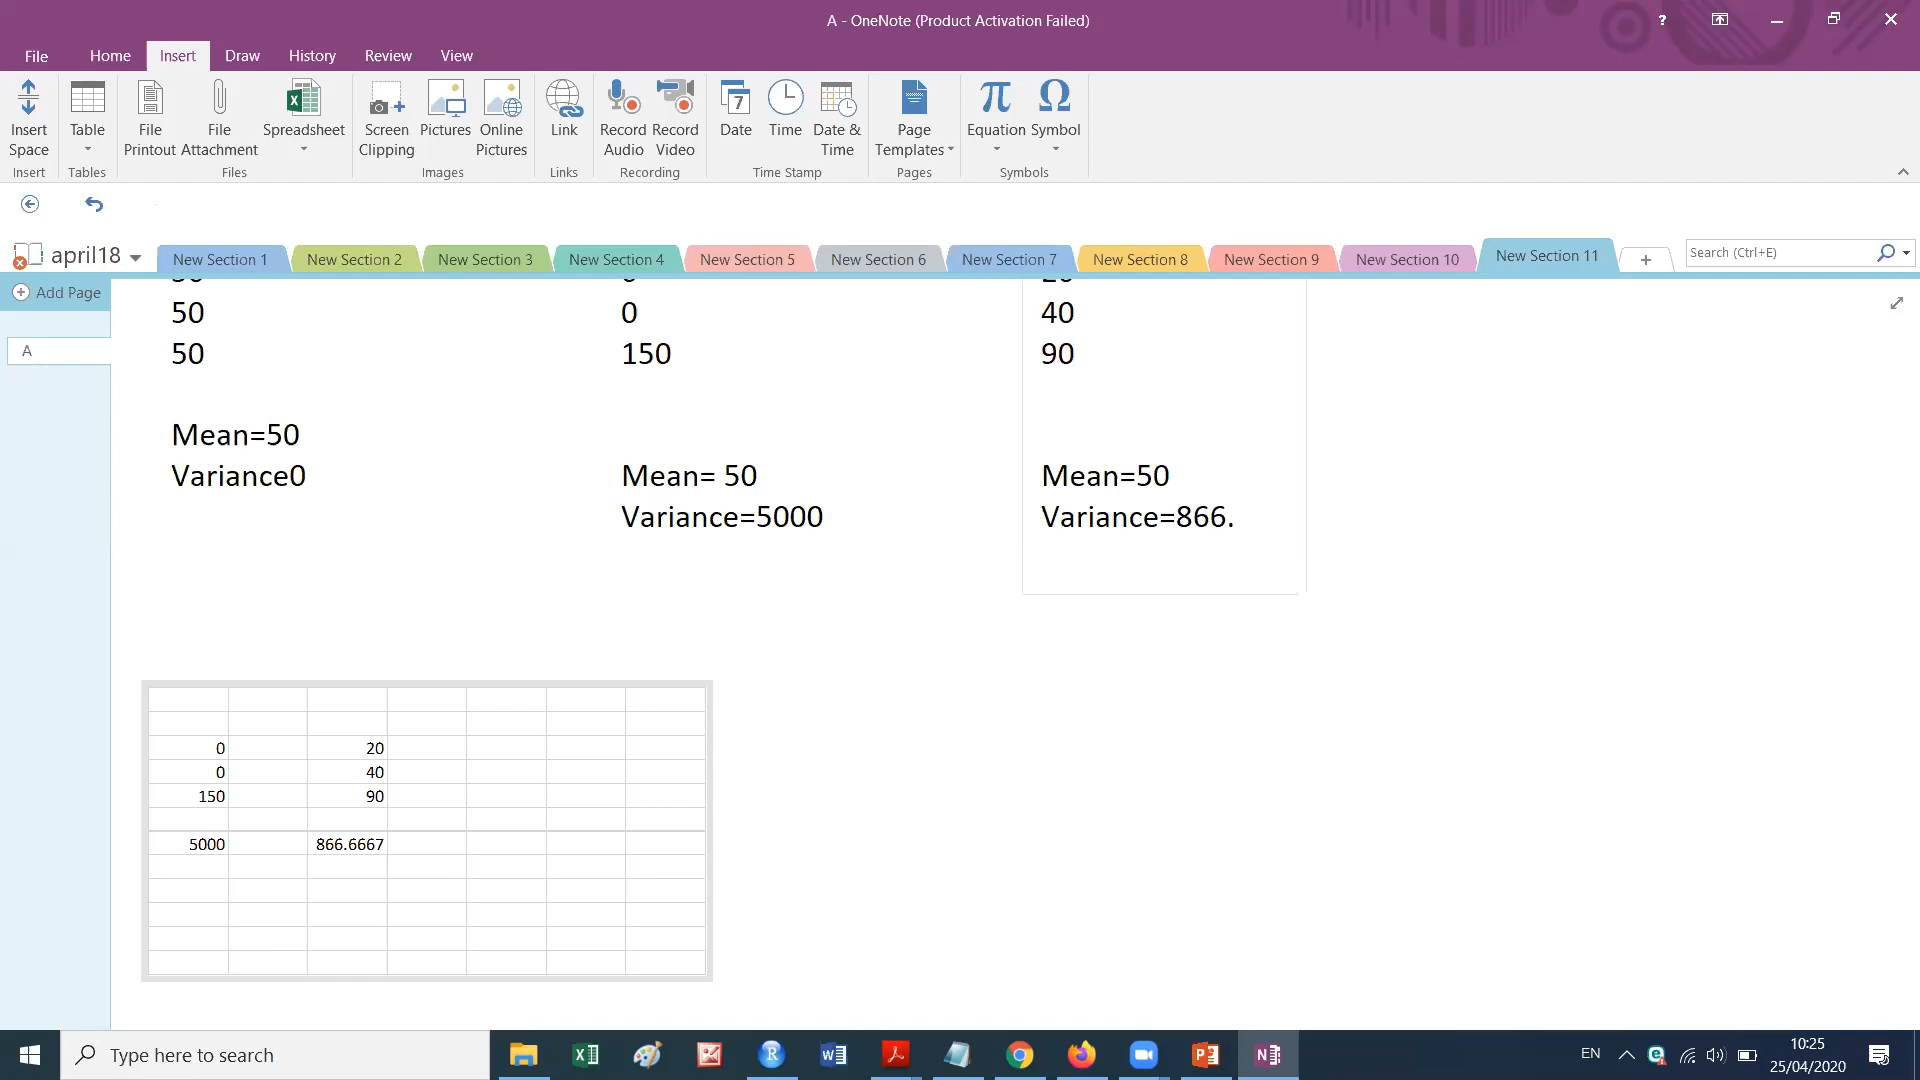 A - OneNote (Product Activation Failed)
?
File Home Insert Draw History Review View
Insert Space
Table
File Printout
File Attachment
Spreadsheet
Screen Clipping
Pictures
Online Pictures
Link
Record Audio
Record Video
7
Date
Time
Date & Time
Page Templates
π
Equation
Ω
Symbol
Insert Tables Files Images Links Recording Time Stamp Pages Symbols
april18
New Section 1 New Section 2 New Section 3 New Section 4 New Section 5 New Section 6 New Section 7 New Section 8 New Section 9 New Section 10 New Section 11 +
Search (Ctrl+E)
Add Page
A
50
50
Mean=50
Variance0
0
150
Mean= 50
Variance=5000
40
90
Mean=50
Variance=866.
0 20
0 40
150 90
5000 866.6667
Type here to search
EN
10:25
25/04/2020